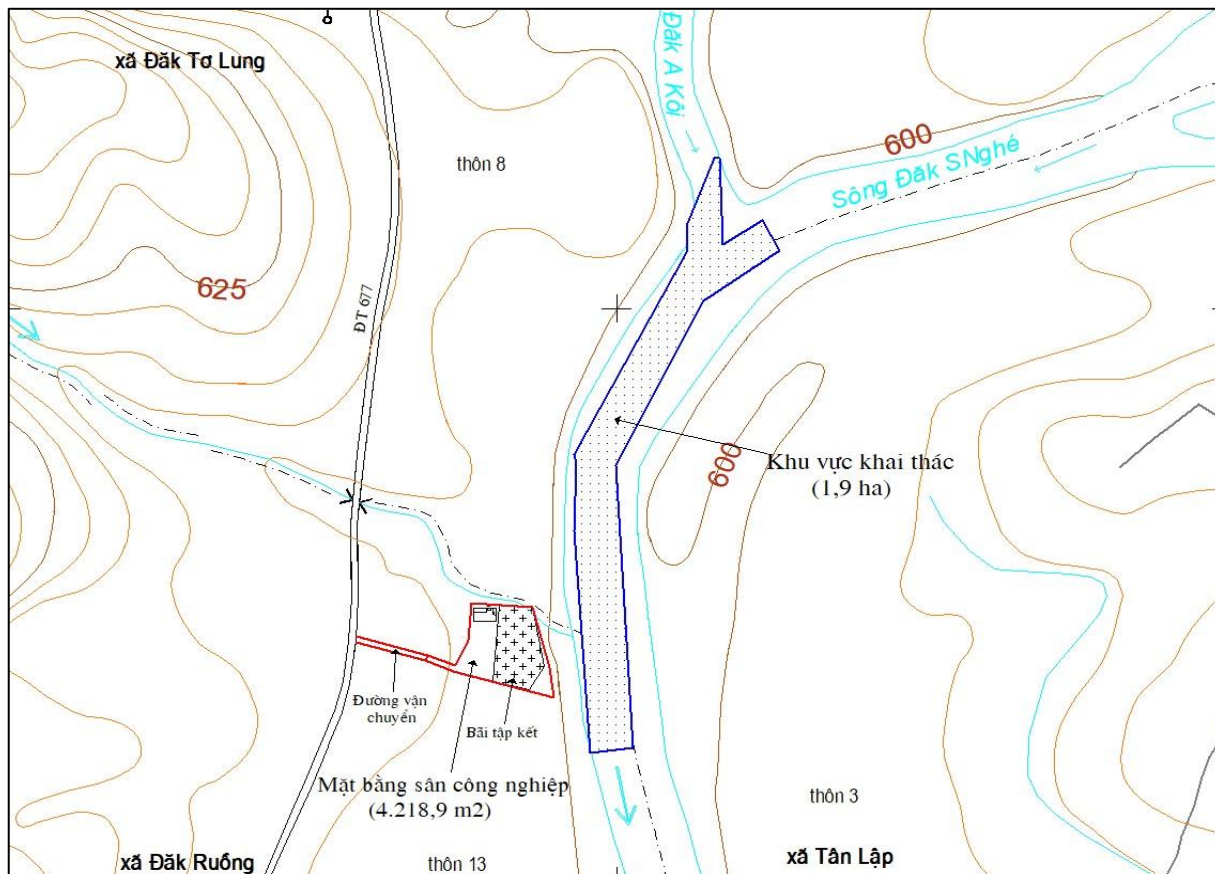 xã Đăk Tơ Lung
Đăk A Kôi
thôn 8
600
Sông Đăk SNghé
625
ĐT 677
600
Khu vực khai thác
(1,9 ha)
Đường vận
chuyển
Bãi tập kết
Mặt bằng sân công nghiệp
(4.218,9 m2)
thôn 3
xã Đăk Ruồng
thôn 13
xã Tân Lập